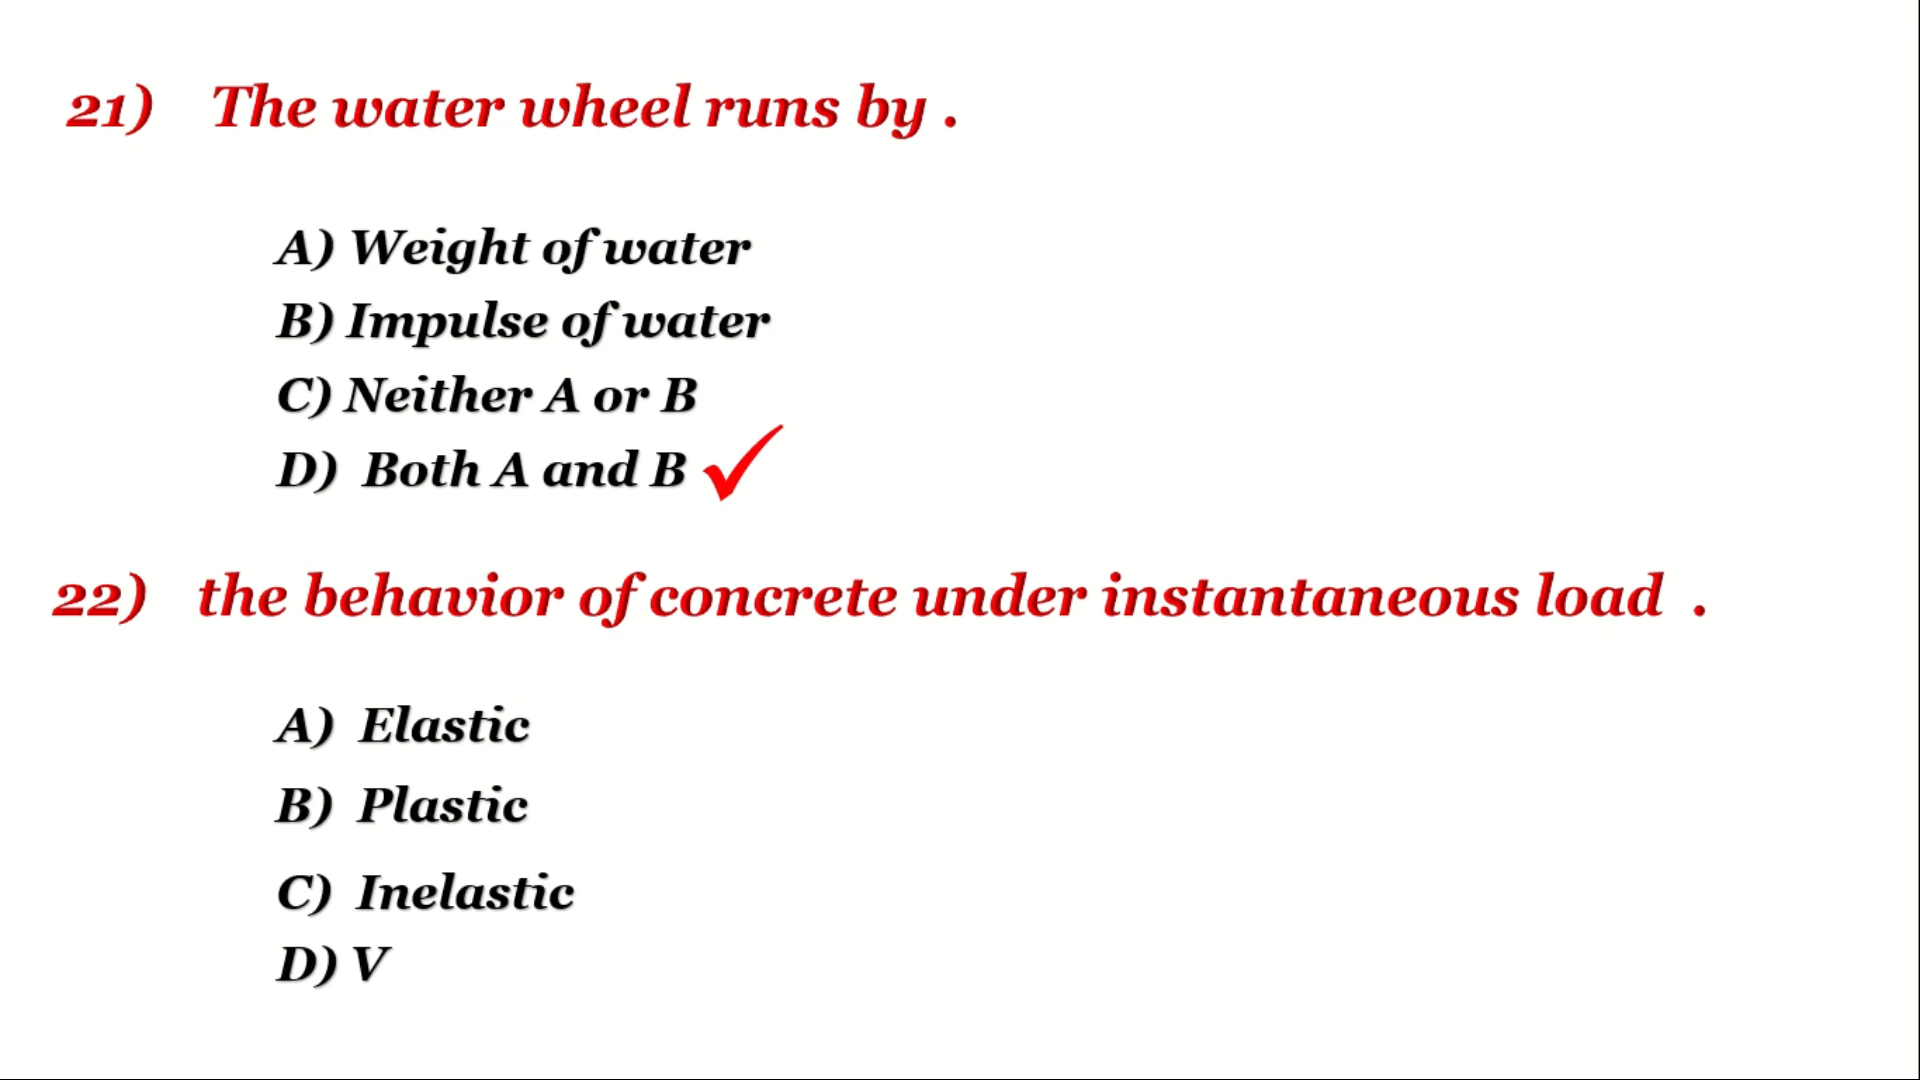 21) The water wheel runs by .
A) Weight of water
B) Impulse of water
C) Neither A or B
D) Both A and B
22) the behavior of concrete under instantaneous load .
A) Elastic
B) Plastic
C) Inelastic
D) V